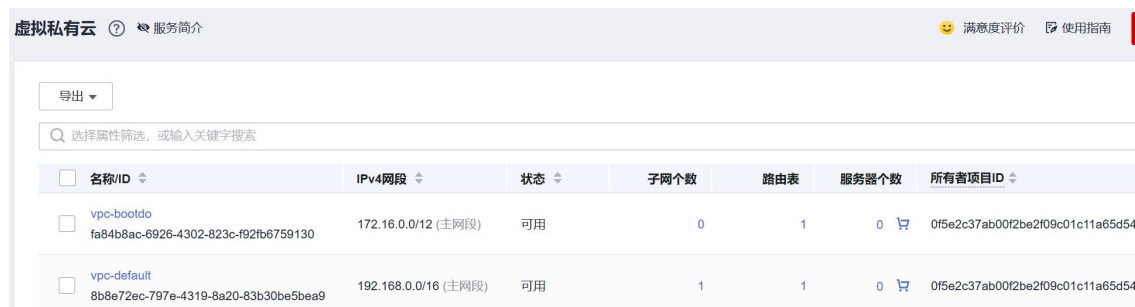 虚拟私有云 服务简介 满意度评价 使用指南
导出
选择属性筛选，或输入关键字搜索
名称/ID IPv4网段 状态 子网个数 路由表 服务器个数 所有者项目ID
vpc-bootdo
fa84b8ac-6926-4302-823c-f92fb6759130 172.16.0.0/12 (主网段) 可用 0 1 0 0f5e2c37ab00f2be2f09c01c11a65d54
vpc-default
8b8e72ec-797e-4319-8a20-83b30be5bea9 192.168.0.0/16 (主网段) 可用 1 1 0 0f5e2c37ab00f2be2f09c01c11a65d54